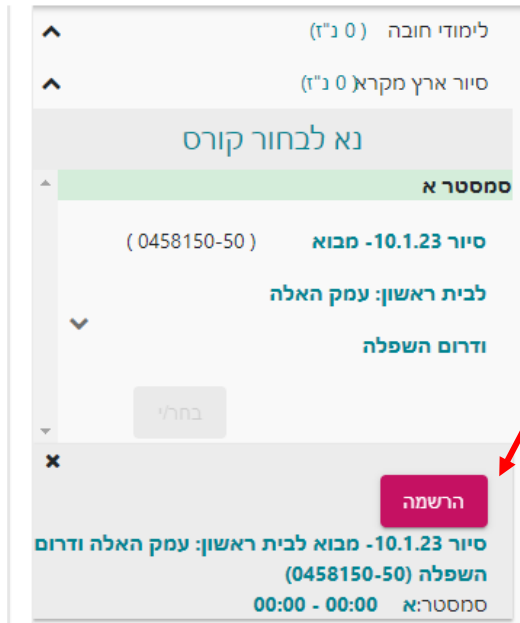 לימודי חובה ( 0 נ"ז)
סיור ארץ מקרא( 0 נ"ז)
נא לבחור קורס
סמסטר א
סיור 10.1.23- מבוא ( 0458150-50 )
לבית ראשון: עמק האלה
ודרום השפלה
בחר/י
הרשמה
סיור 10.1.23- מבוא לבית ראשון: עמק האלה ודרום
השפלה (0458150-50)
סמסטר:א 00:00 - 00:00